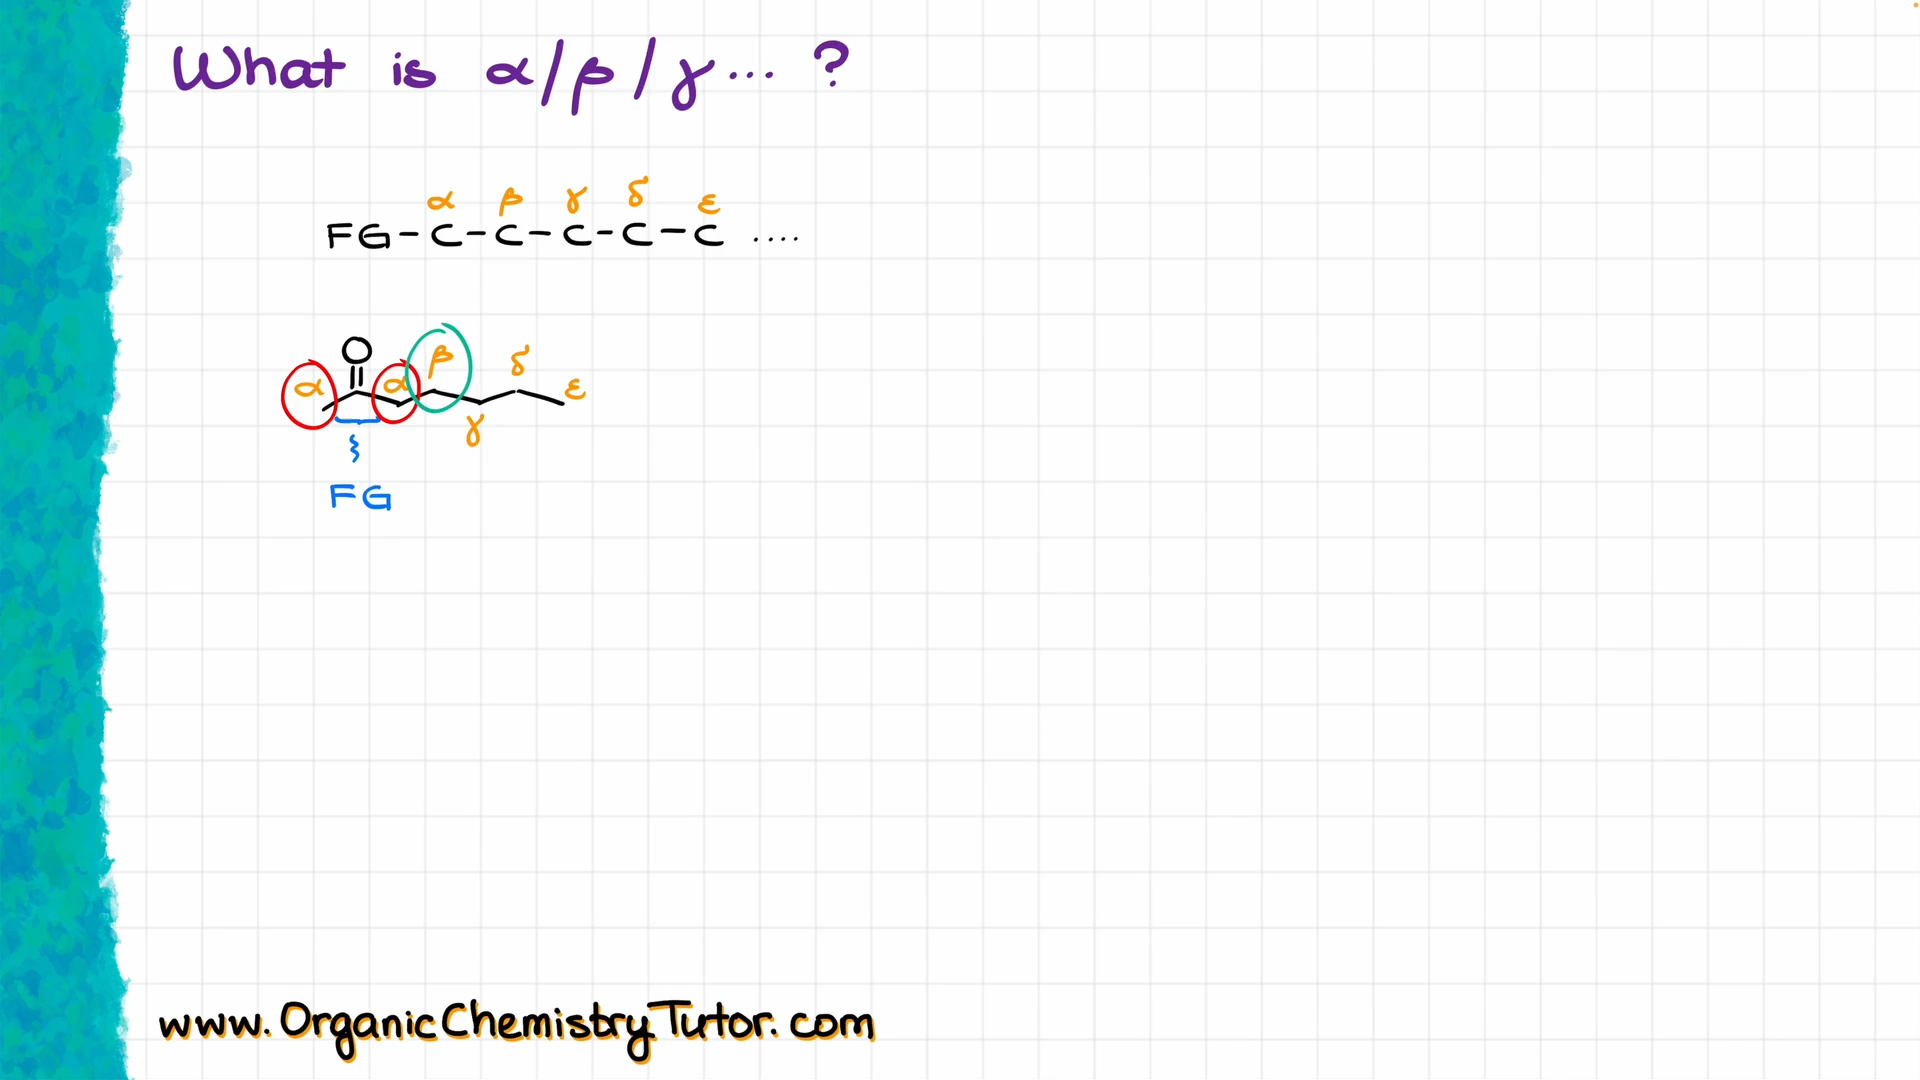 What is α/β/γ... ?
α β γ δ ε
FG-C-C-C-C-C ....
O
α α β γ δ ε
FG
www.OrganicChemistryTutor.com